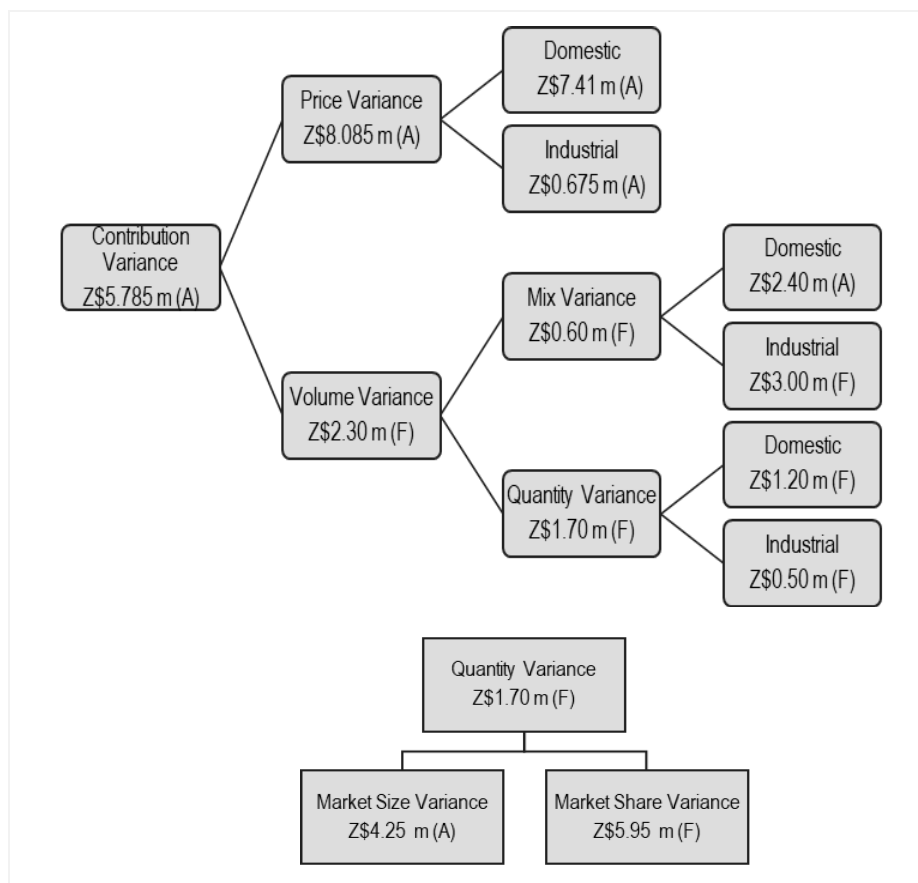 Domestic
Z$7.41 m (A)
Price Variance
Z$8.085 m (A)
Industrial
Z$0.675 m (A)
Contribution
Variance
Z$5.785 m (A)
Domestic
Z$2.40 m (A)
Mix Variance
Z$0.60 m (F)
Industrial
Z$3.00 m (F)
Volume Variance
Z$2.30 m (F)
Domestic
Z$1.20 m (F)
Quantity Variance
Z$1.70 m (F)
Industrial
Z$0.50 m (F)
Quantity Variance
Z$1.70 m (F)
Market Size Variance
Z$4.25 m (A)
Market Share Variance
Z$5.95 m (F)